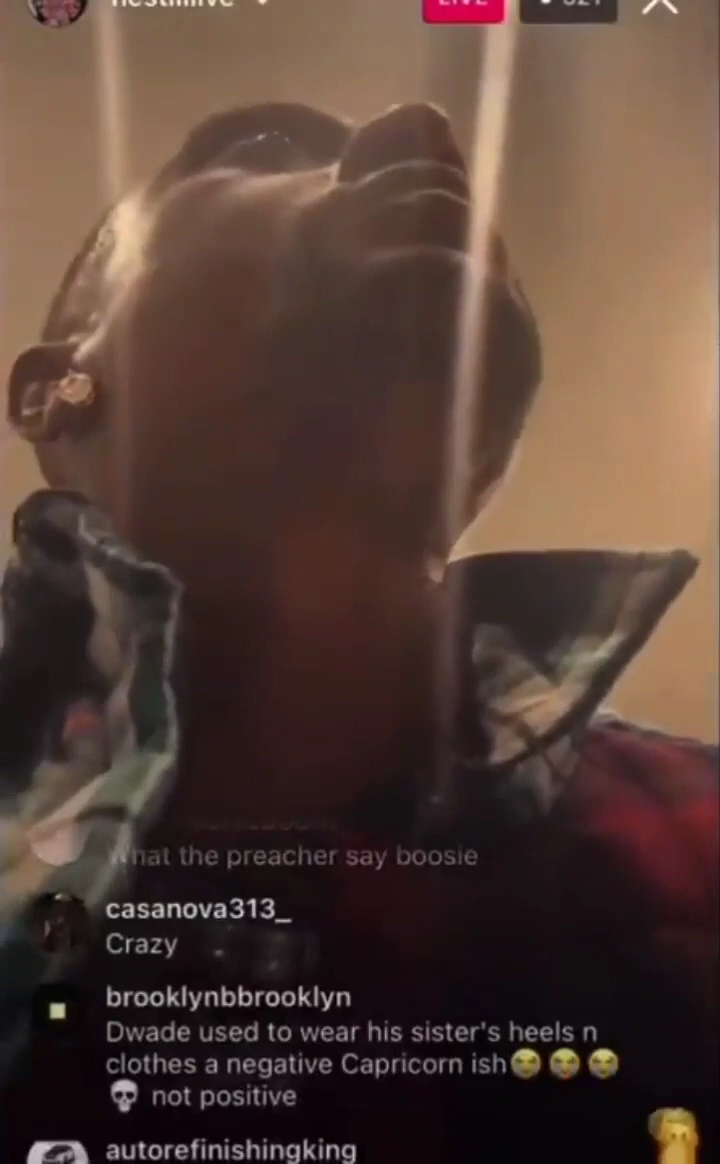 LIVE
What the preacher say boosie
casanova313_
Crazy
brooklynbbrooklyn
Dwade used to wear his sister's heels n
clothes a negative Capricorn ish😭😭😭
💀 not positive
autorefinishingking